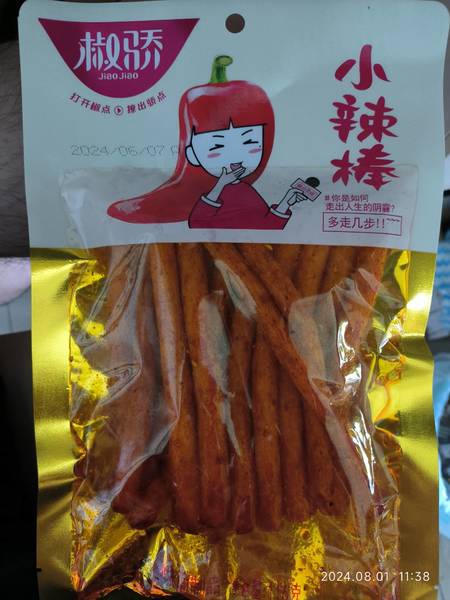 椒骄
JiaoJiao
打开椒点 撩出骄点
小辣棒
2024/06/07 A
#你是如何
走出人生的阴霾?
多走几步!!~~
2024.08.01 11:38